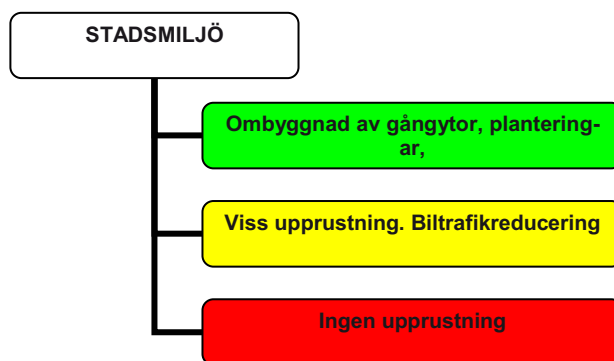 STADSMILJÖ
Ombyggnad av gångytor, plantering-
ar,
Viss upprustning. Biltrafikreducering
Ingen upprustning